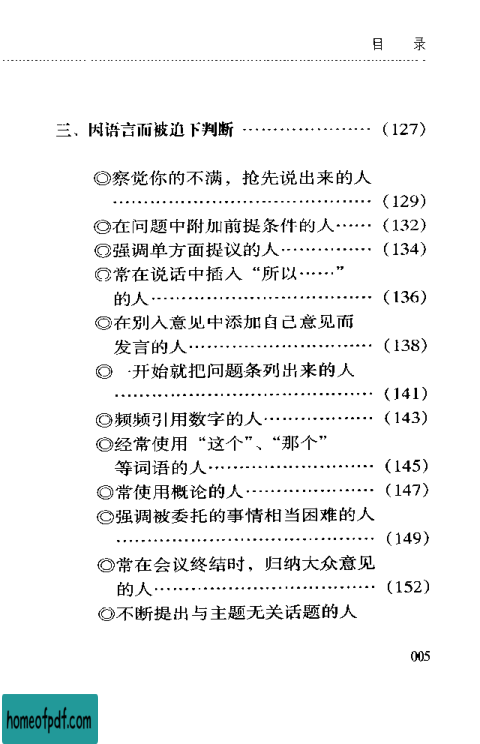 目 录
三、因语言而被迫下判断 ………………… (127)
◎察觉你的不满，抢先说出来的人
…………………………………… (129)
◎在问题中附加前提条件的人…… (132)
◎强调单方面提议的人…………… (134)
◎常在说话中插入“所以……”
的人……………………………… (136)
◎在别人意见中添加自己意见而
发言的人………………………… (138)
◎一开始就把问题条列出来的人
…………………………………… (141)
◎频频引用数字的人……………… (143)
◎经常使用“这个”、“那个”
等词语的人……………………… (145)
◎常使用概论的人………………… (147)
◎强调被委托的事情相当困难的人
…………………………………… (149)
◎常在会议终结时，归纳大众意见
的人……………………………… (152)
◎不断提出与主题无关话题的人
005
homeofpdf.com